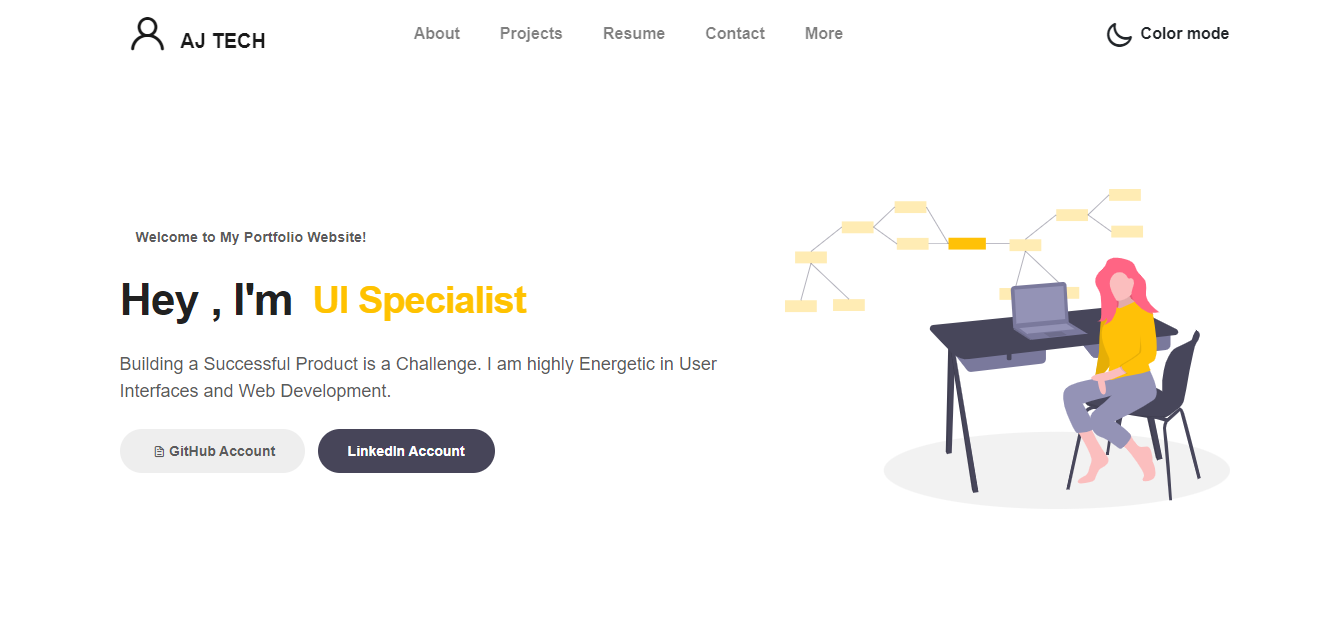 AJ TECH
About Projects Resume Contact More
Color mode
Welcome to My Portfolio Website!
Hey , I'm UI Specialist
Building a Successful Product is a Challenge. I am highly Energetic in User
Interfaces and Web Development.
GitHub Account
LinkedIn Account